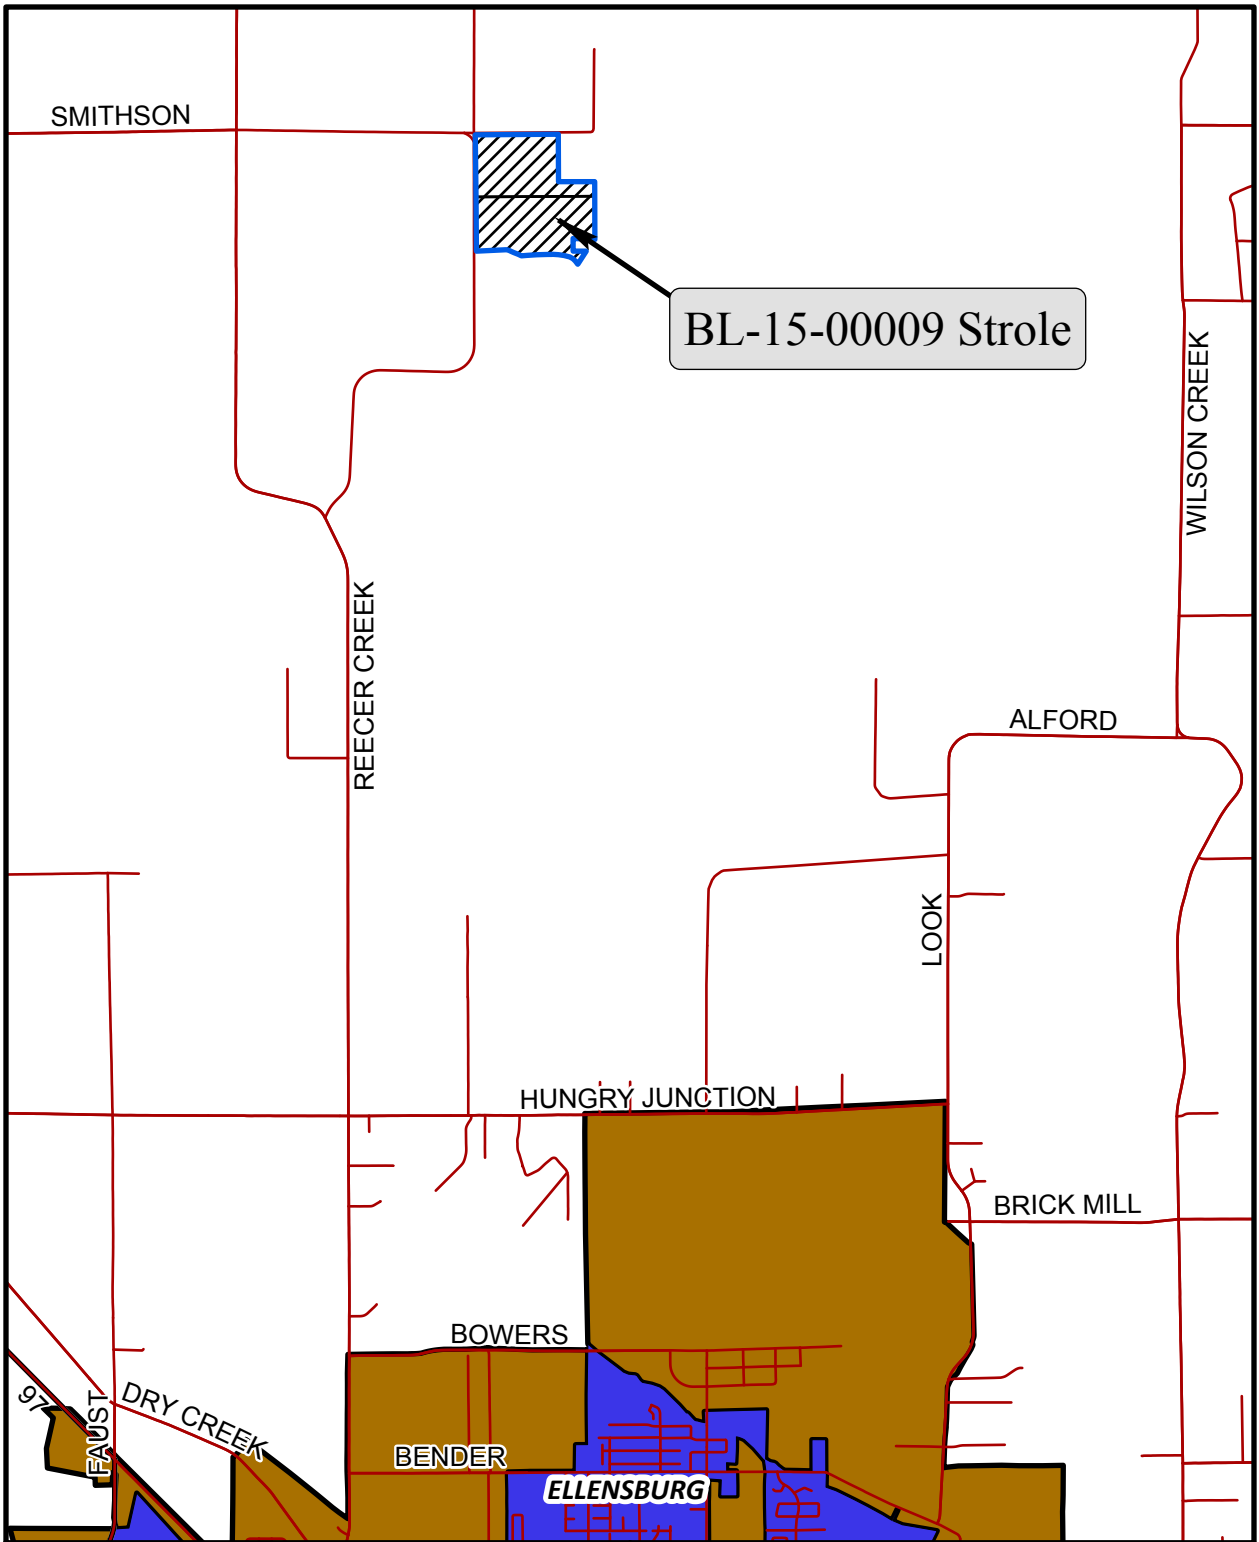 SMITHSON
BL-15-00009 Strole
WILSON CREEK
REECER CREEK
ALFORD
LOOK
HUNGRY JUNCTION
BRICK MILL
BOWERS
97
FAUST
DRY CREEK
BENDER
ELLENSBURG